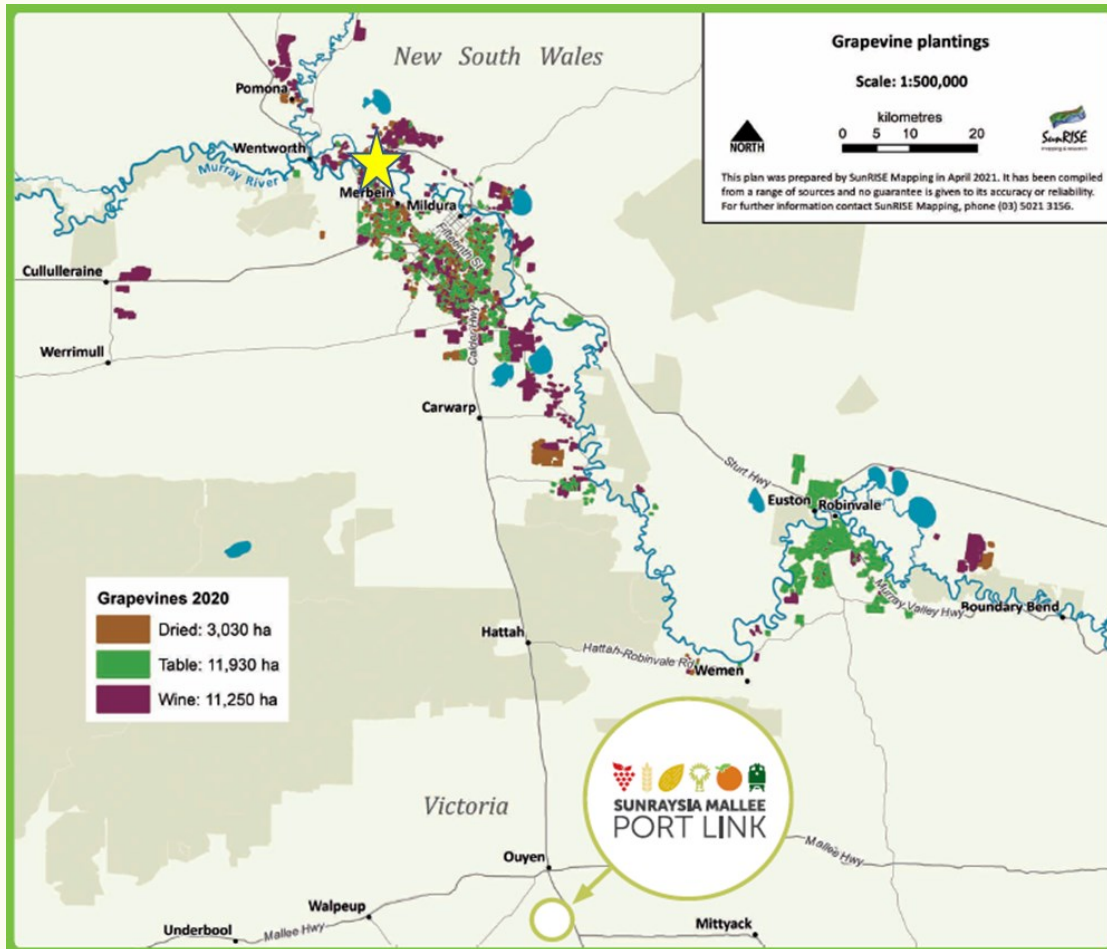 New South Wales
Grapevine plantings
Scale: 1:500,000
kilometres
0 5 10 20
NORTH
SunRISE
mapping & research
This plan was prepared by SunRISE Mapping in April 2021. It has been compiled
from a range of sources and no guarantee is given to its accuracy or reliability.
For further information contact SunRISE Mapping, phone (03) 5021 3156.
Pomona
Wentworth
Murray River
Merbein
Mildura
Fifteenth St
Cullulleraine
Werrimull
Calder Hwy
Carwarp
Sturt Hwy
Euston
Robinvale
Murray Valley Hwy
Boundary Bend
Hattah
Hattah-Robinvale Rd
Wemen
Grapevines 2020
Dried: 3,030 ha
Table: 11,930 ha
Wine: 11,250 ha
SUNRAYSIA MALLEE
PORT LINK
Victoria
Ouyen
Mallee Hwy
Walpeup
Underbool
Mallee Hwy
Mittyack